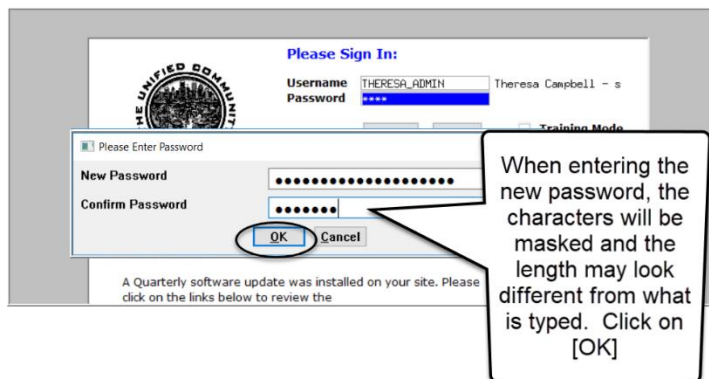 Please Sign In:
THE UNIFIED COMMUNIT
Username THERESA_ADMIN Theresa Campbell - s
Password ****
Training Mode
Please Enter Password
New Password ●●●●●●●●●●●●●●●●●●●●
Confirm Password ●●●●●●●
OK Cancel
A Quarterly software update was installed on your site. Please
click on the links below to review the
When entering the
new password, the
characters will be
masked and the
length may look
different from what
is typed. Click on
[OK]